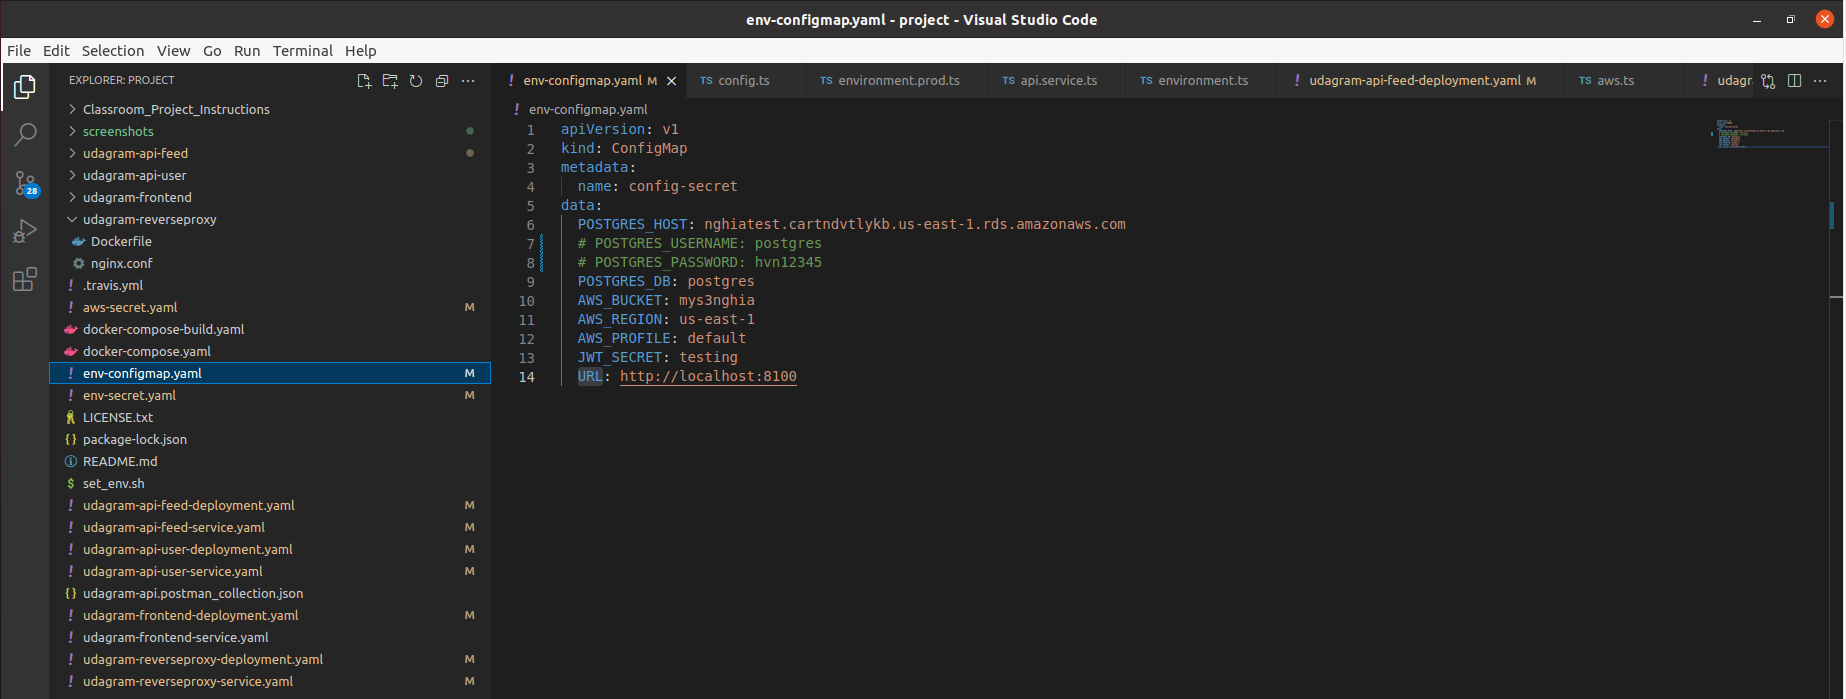 env-configmap.yaml - project - Visual Studio Code
File Edit Selection View Go Run Terminal Help
EXPLORER: PROJECT
Classroom_Project_Instructions
screenshots
udagram-api-feed
udagram-api-user
udagram-frontend
udagram-reverseproxy
Dockerfile
nginx.conf
! .travis.yml
! aws-secret.yaml M
docker-compose-build.yaml
docker-compose.yaml
! env-configmap.yaml M
! env-secret.yaml M
LICENSE.txt
{} package-lock.json
README.md
$ set_env.sh
! udagram-api-feed-deployment.yaml M
! udagram-api-feed-service.yaml M
! udagram-api-user-deployment.yaml M
! udagram-api-user-service.yaml M
{} udagram-api.postman_collection.json
! udagram-frontend-deployment.yaml M
! udagram-frontend-service.yaml
! udagram-reverseproxy-deployment.yaml M
! udagram-reverseproxy-service.yaml M
28
! env-configmap.yaml M TS config.ts TS environment.prod.ts TS api.service.ts TS environment.ts ! udagram-api-feed-deployment.yaml M TS aws.ts ! udagr
! env-configmap.yaml
1 apiVersion: v1
2 kind: ConfigMap
3 metadata:
4 name: config-secret
5 data:
6 POSTGRES_HOST: nghiatest.cartndvtlykb.us-east-1.rds.amazonaws.com
7 # POSTGRES_USERNAME: postgres
8 # POSTGRES_PASSWORD: hvn12345
9 POSTGRES_DB: postgres
10 AWS_BUCKET: mys3nghia
11 AWS_REGION: us-east-1
12 AWS_PROFILE: default
13 JWT_SECRET: testing
14 URL: http://localhost:8100